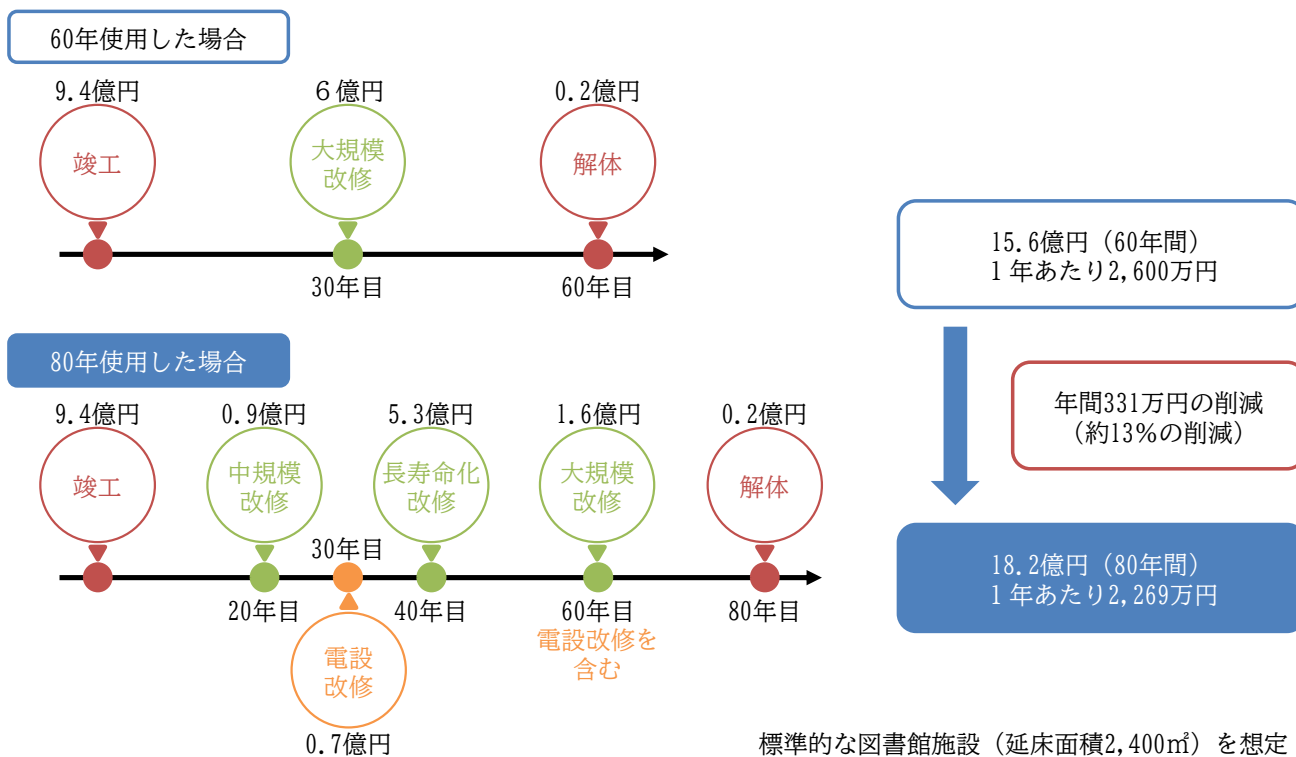 60年使用した場合
9.4億円
６億円
0.2億円
竣工
大規模
改修
解体
30年目
60年目
15.6億円（60年間）
１年あたり2,600万円
80年使用した場合
9.4億円
0.9億円
5.3億円
1.6億円
0.2億円
年間331万円の削減
（約13％の削減）
竣工
中規模
改修
長寿命化
改修
大規模
改修
解体
30年目
20年目
40年目
60年目
80年目
電設改修を
含む
電設
改修
0.7億円
18.2億円（80年間）
１年あたり2,269万円
標準的な図書館施設（延床面積2,400㎡）を想定